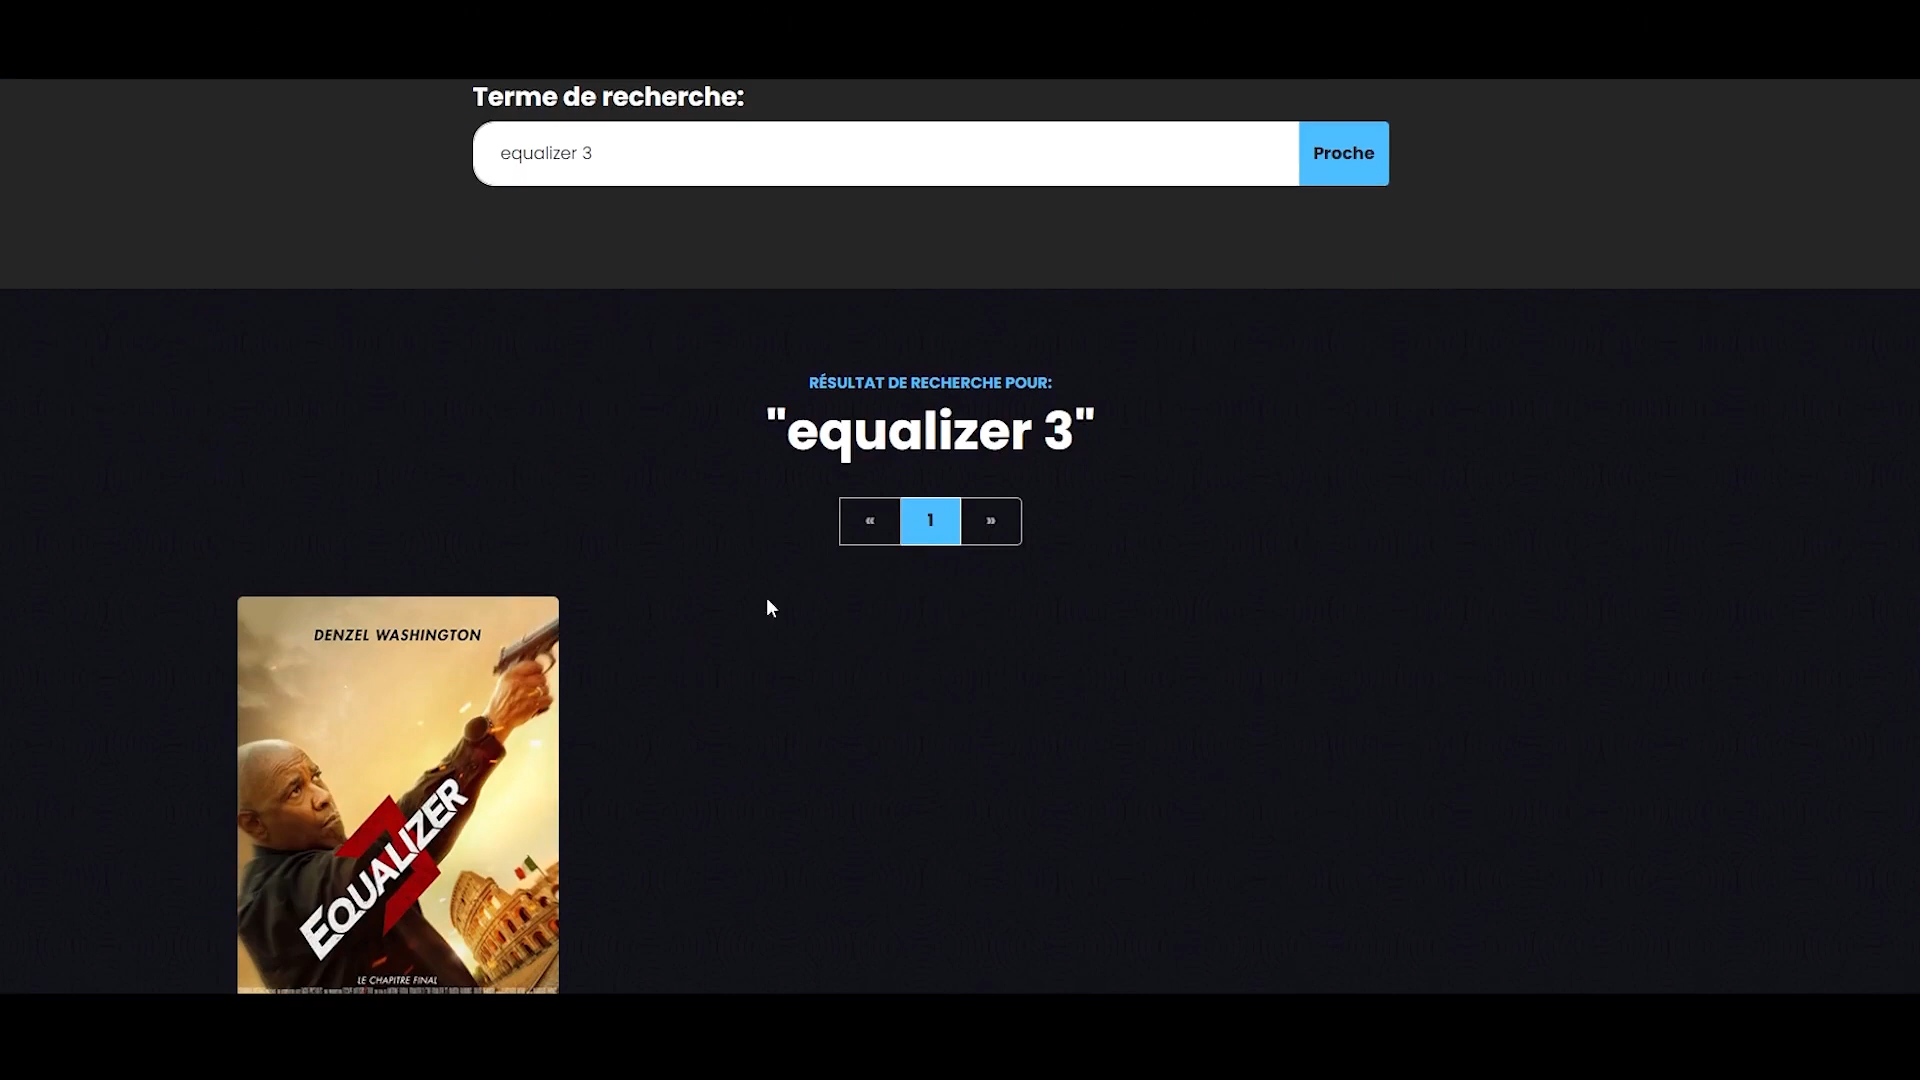 Terme de recherche:
equalizer 3
Proche
RÉSULTAT DE RECHERCHE POUR:
"equalizer 3"
«
1
»
DENZEL WASHINGTON
3
EQUALIZER
LE CHAPITRE FINAL